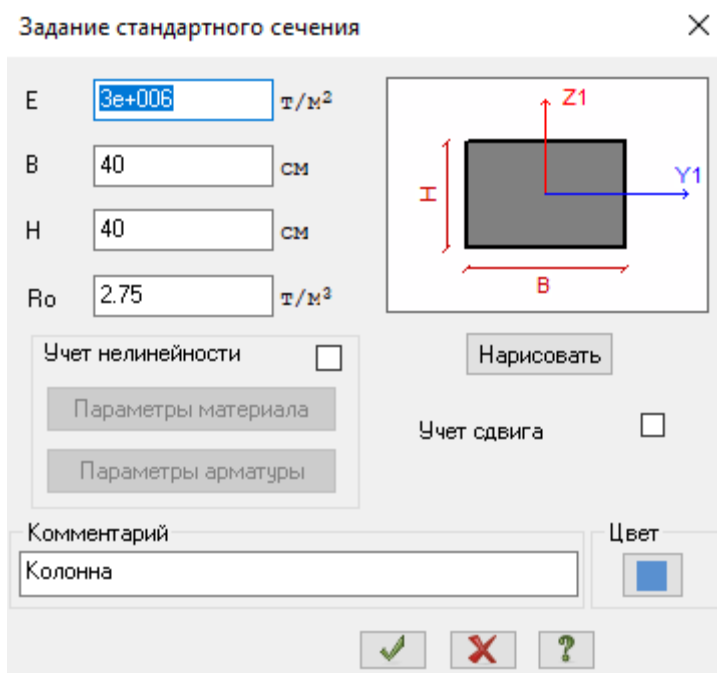 Задание стандартного сечения
E 3e+006 т/м²
Z1
B 40 см
Y1
H
H 40 см
B
Ro 2.75 т/м³
Учет нелинейности
Нарисовать
Параметры материала
Учет сдвига
Параметры арматуры
Комментарий
Цвет
Колонна
?